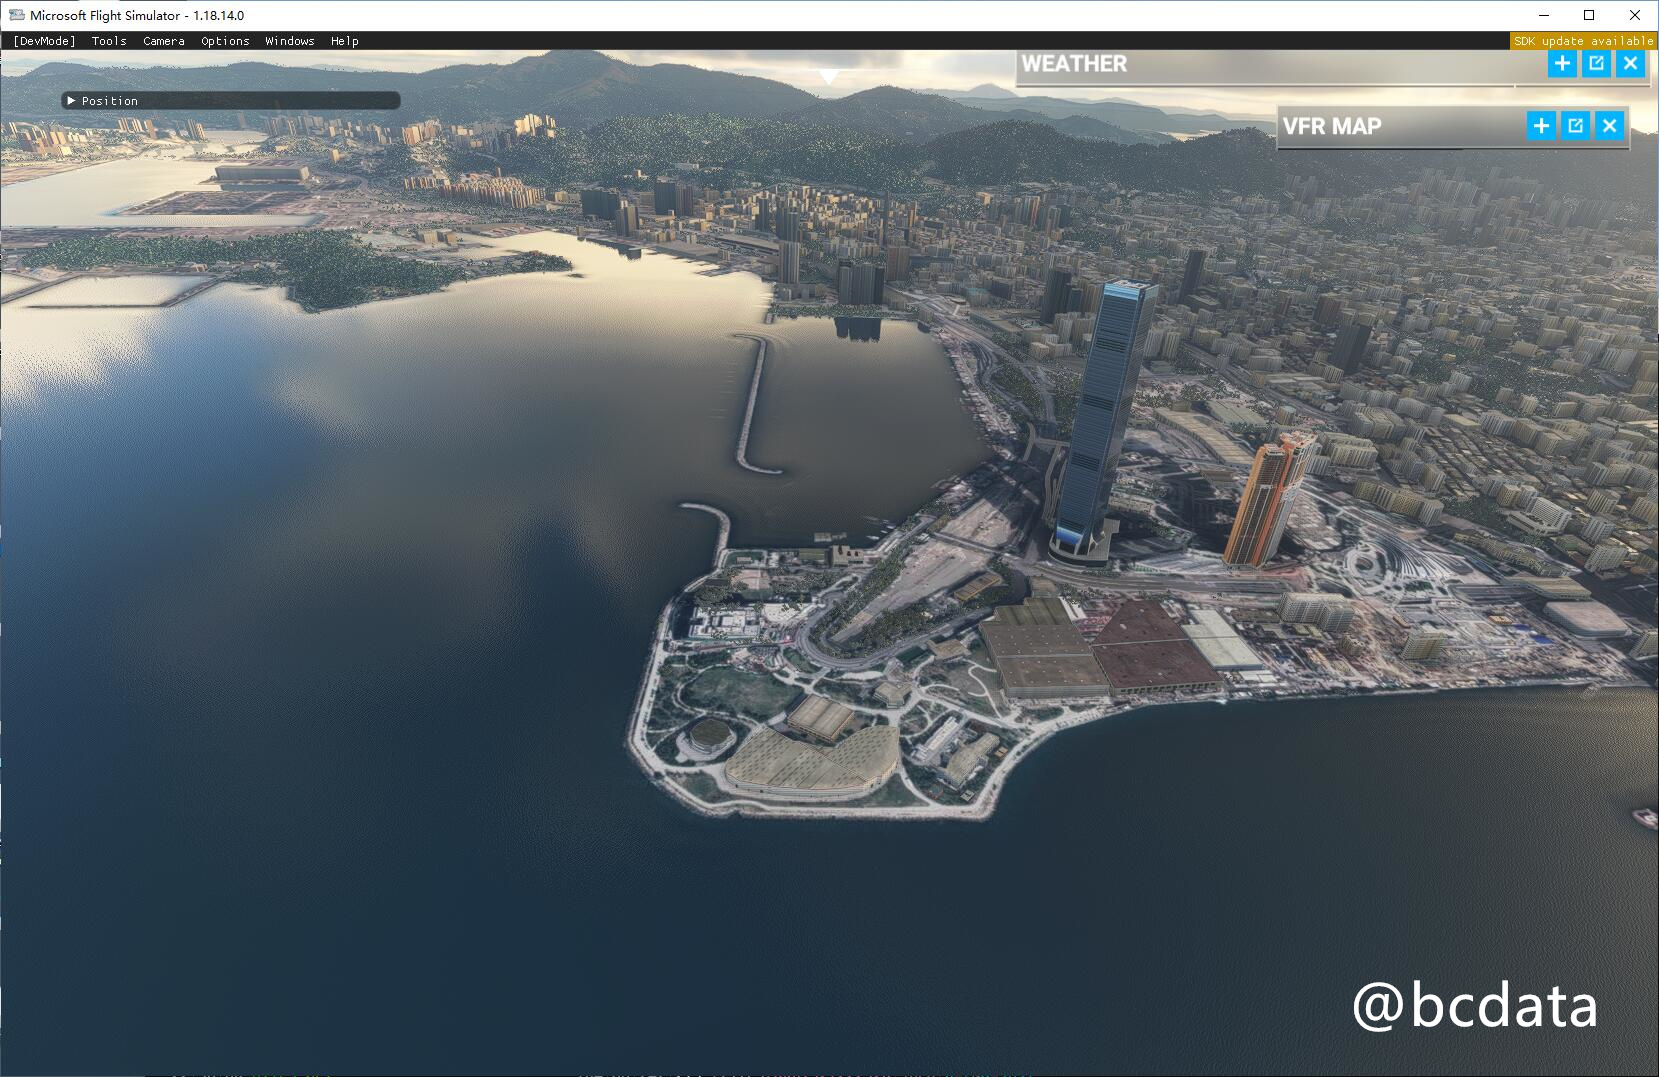 Microsoft Flight Simulator - 1.18.14.0
[DevMode] Tools Camera Options Windows Help
SDK update available
WEATHER
Position
VFR MAP
@bcdata